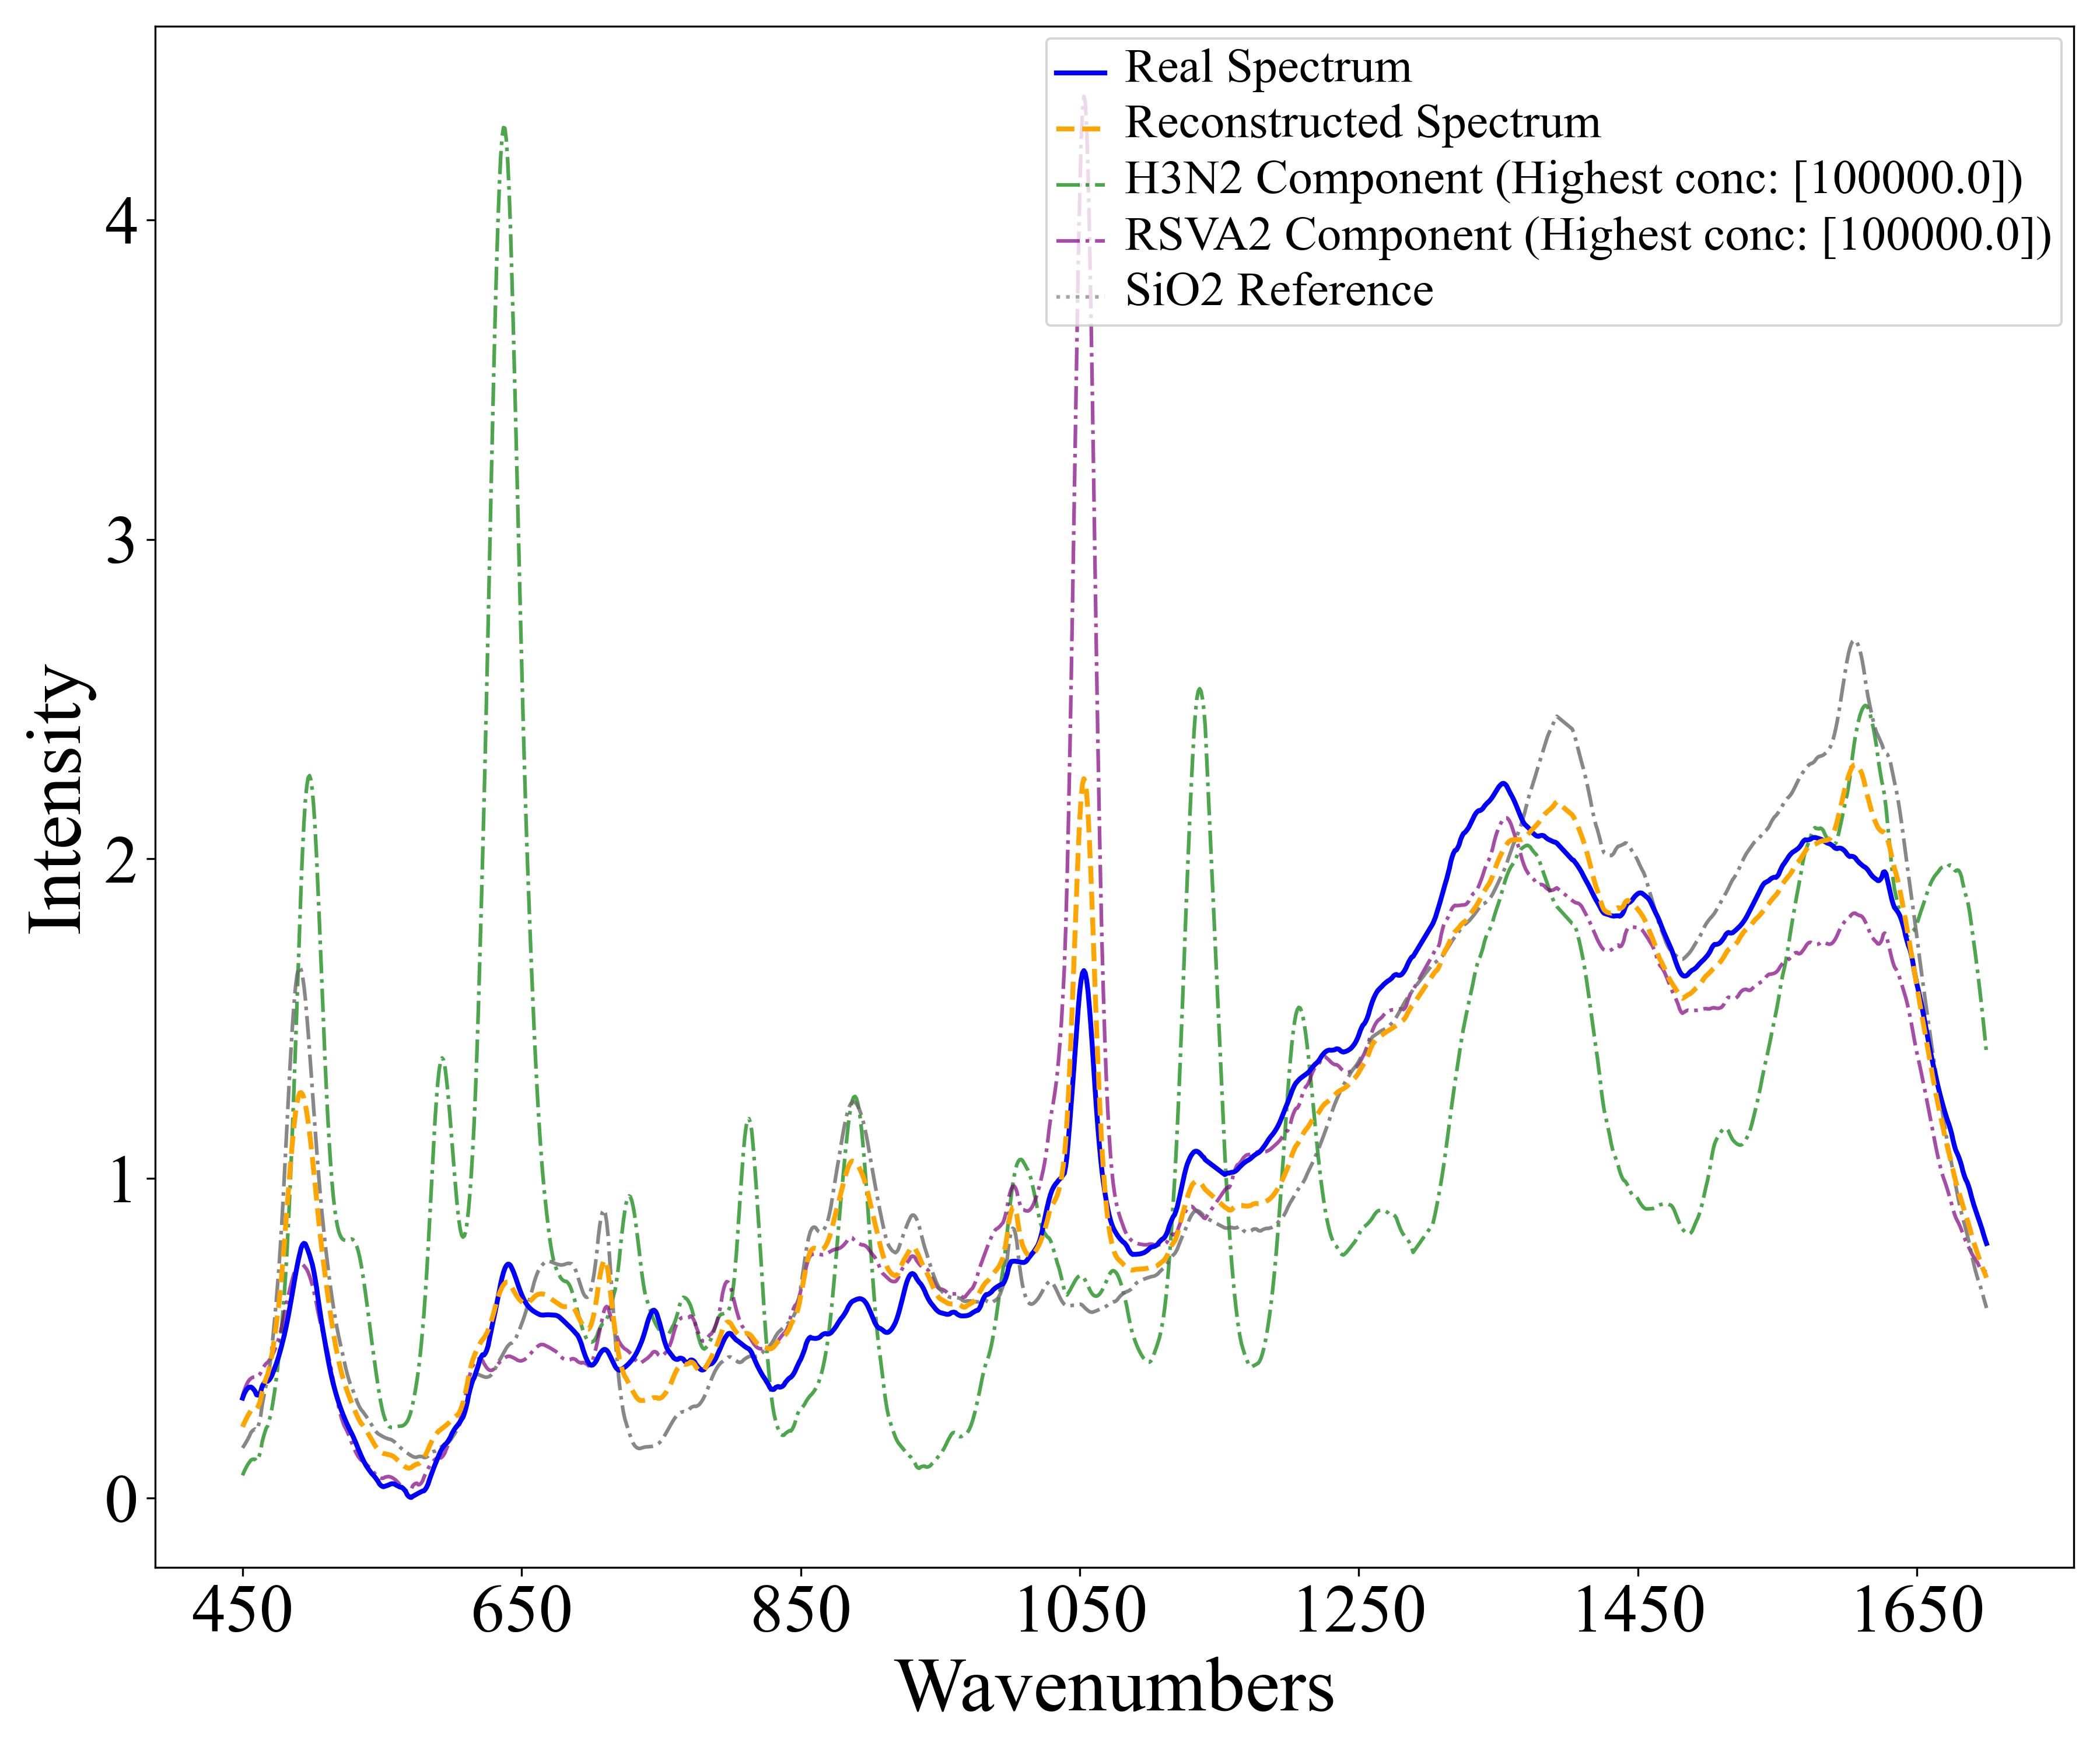 Real Spectrum
Reconstructed Spectrum
H3N2 Component (Highest conc: [100000.0])
RSVA2 Component (Highest conc: [100000.0])
SiO2 Reference
Intensity
4
3
2
1
0
450 650 850 1050 1250 1450 1650
Wavenumbers